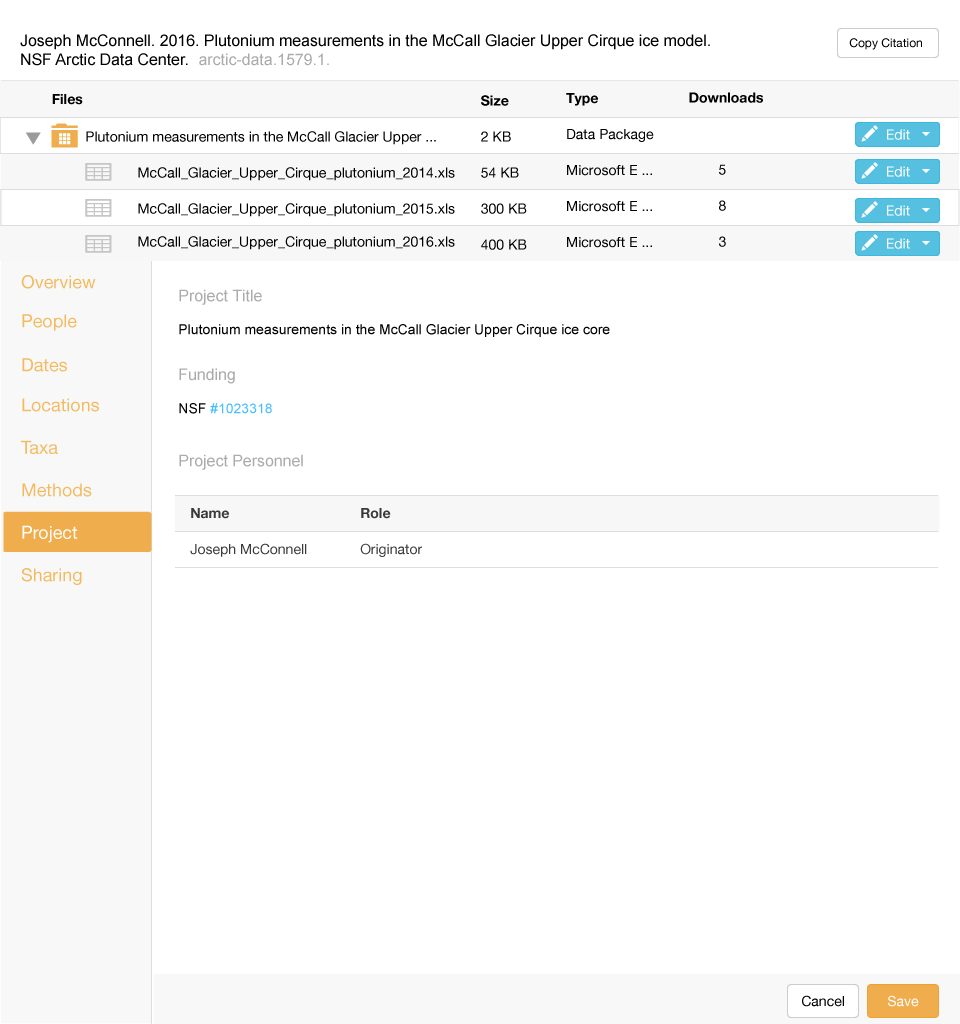 Joseph McConnell. 2016. Plutonium measurements in the McCall Glacier Upper Cirque ice model.
NSF Arctic Data Center. arctic-data.1579.1.
Copy Citation
Files Size Type Downloads
Plutonium measurements in the McCall Glacier Upper ... 2 KB Data Package Edit
McCall_Glacier_Upper_Cirque_plutonium_2014.xls 54 KB Microsoft E ... 5 Edit
McCall_Glacier_Upper_Cirque_plutonium_2015.xls 300 KB Microsoft E ... 8 Edit
McCall_Glacier_Upper_Cirque_plutonium_2016.xls 400 KB Microsoft E ... 3 Edit
Overview
People
Dates
Locations
Taxa
Methods
Project
Sharing
Project Title
Plutonium measurements in the McCall Glacier Upper Cirque ice core
Funding
NSF #1023318
Project Personnel
Name Role
Joseph McConnell Originator
Cancel Save